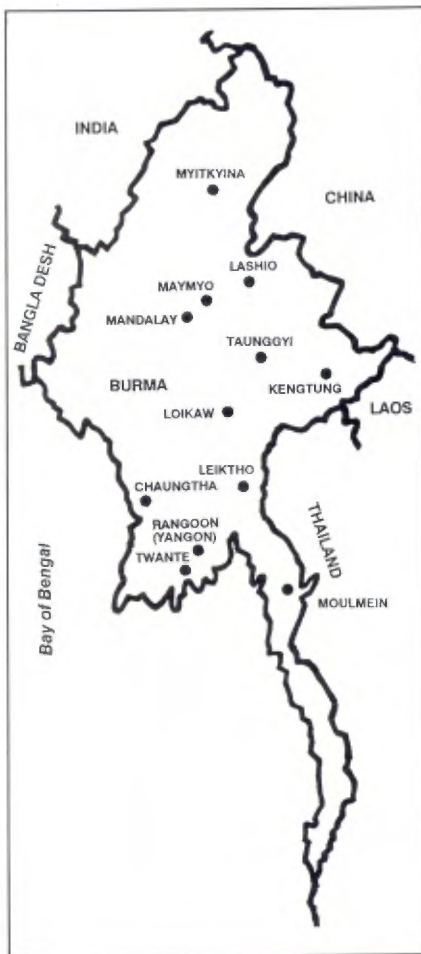 INDIA
MYITKYINA
CHINA
BANGLA DESH
LASHIO
MAYMYO
MANDALAY
TAUNGGYI
BURMA
KENGTUNG
LAOS
LOIKAW
LEIKTHO
CHAUNGTHA
RANGOON
(YANGON)
THAILAND
TWANTE
Bay of Bengal
MOULMEIN